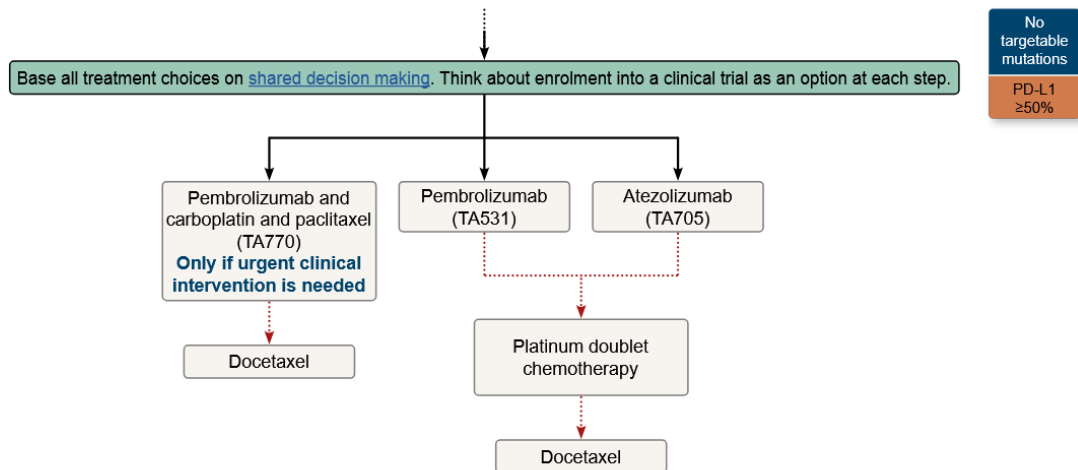 No
targetable
mutations
PD-L1
≥50%
Base all treatment choices on shared decision making. Think about enrolment into a clinical trial as an option at each step.
Pembrolizumab and
carboplatin and paclitaxel
(TA770)
Only if urgent clinical
intervention is needed
Pembrolizumab
(TA531)
Atezolizumab
(TA705)
Docetaxel
Platinum doublet
chemotherapy
Docetaxel